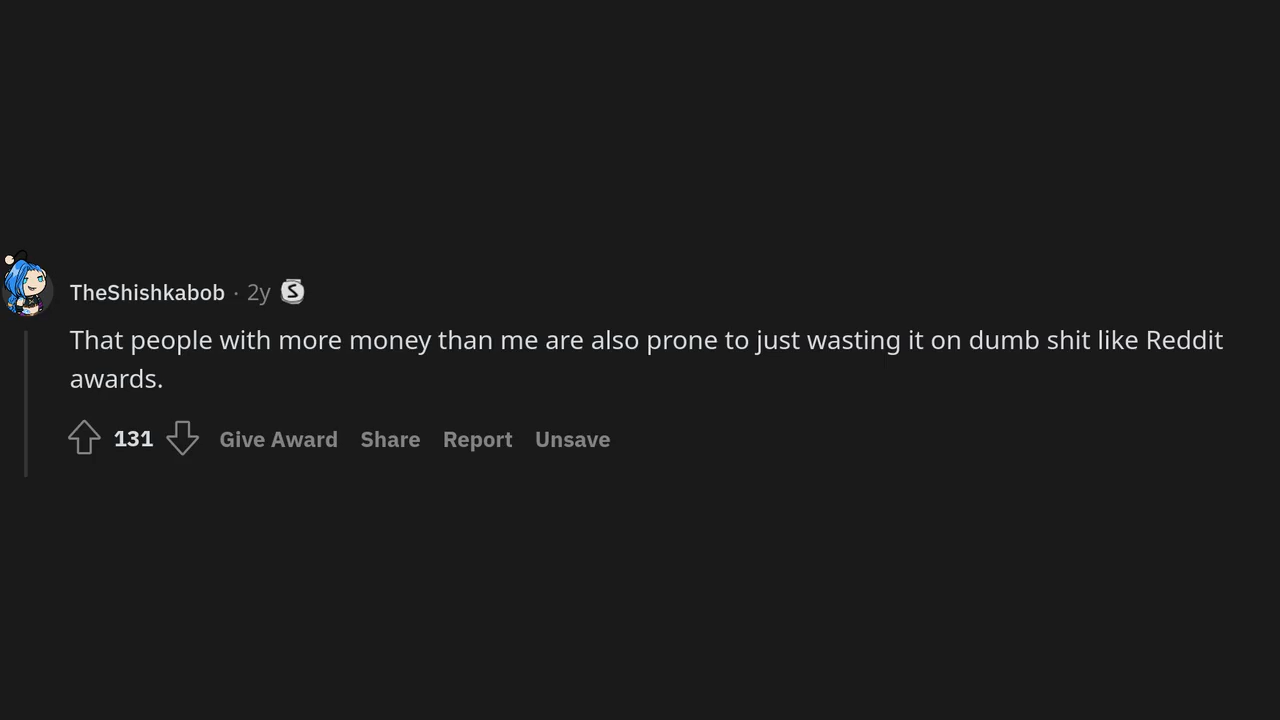 TheShishkabob · 2y S
That people with more money than me are also prone to just wasting it on dumb shit like Reddit
awards.
131 Give Award Share Report Unsave